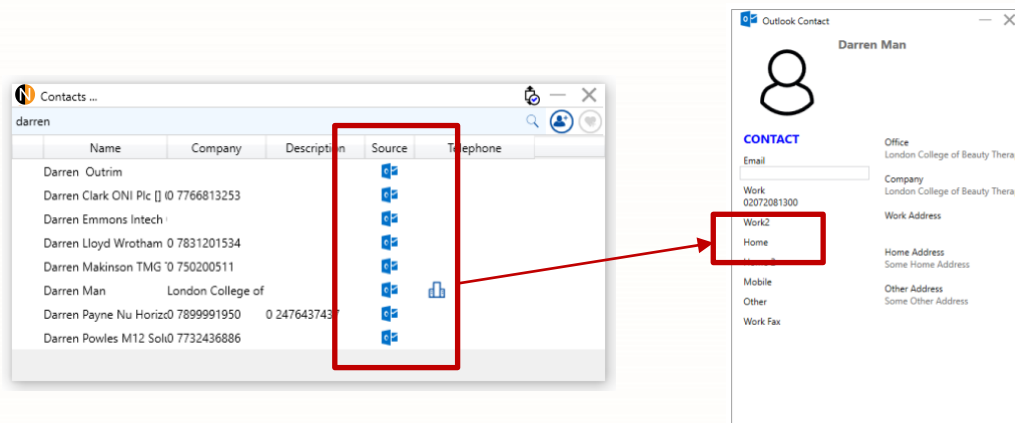 Contacts ...
darren
Name Company Description Source Telephone
Darren Outrim
Darren Clark ONI Plc [] (0 7766813253
Darren Emmons Intech
Darren Lloyd Wrotham 0 7831201534
Darren Makinson TMG 0 750200511
Darren Man London College of
Darren Payne Nu Horizo 0 7899991950 0 2476437437
Darren Powles M12 Solu 0 7732436886
Outlook Contact
Darren Man
CONTACT
Email
Work
02072081300
Work2
Home
Mobile
Other
Work Fax
Office
London College of Beauty Thera
Company
London College of Beauty Thera
Work Address
Home Address
Some Home Address
Other Address
Some Other Address